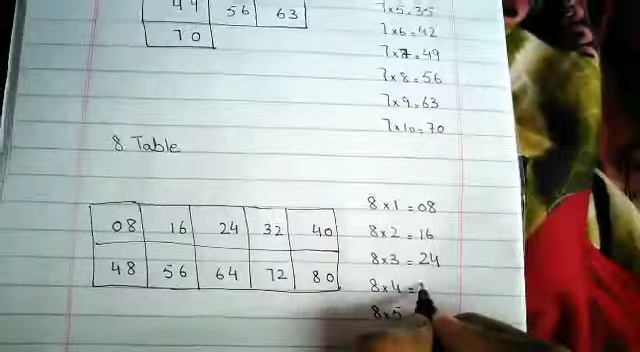 44 56 63
70
7x5=35
7x6=42
7x7=49
7x8=56
7x9=63
7x10=70
8 Table
08 16 24 32 40
48 56 64 72 80
8x1=08
8x2=16
8x3=24
8x4=
8x5